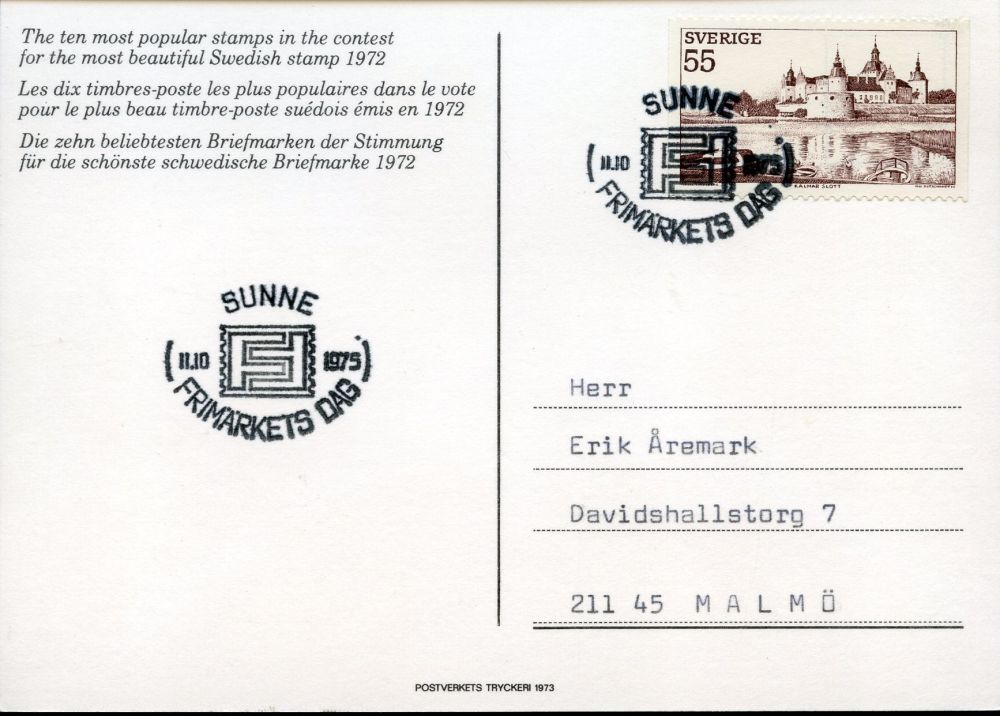 The ten most popular stamps in the contest
for the most beautiful Swedish stamp 1972
Les dix timbres-poste les plus populaires dans le vote
pour le plus beau timbre-poste suédois émis en 1972
Die zehn beliebtesten Briefmarken der Stimmung
für die schönste schwedische Briefmarke 1972
SVERIGE
55
KALMAR SLOTT
SUNNE
11.10 1975
FRIMÄRKETS DAG
SUNNE
11.10 1975
FRIMÄRKETS DAG
Herr
Erik Åremark
Davidshallstorg 7
211 45 M A L M Ö
POSTVERKETS TRYCKERI 1973